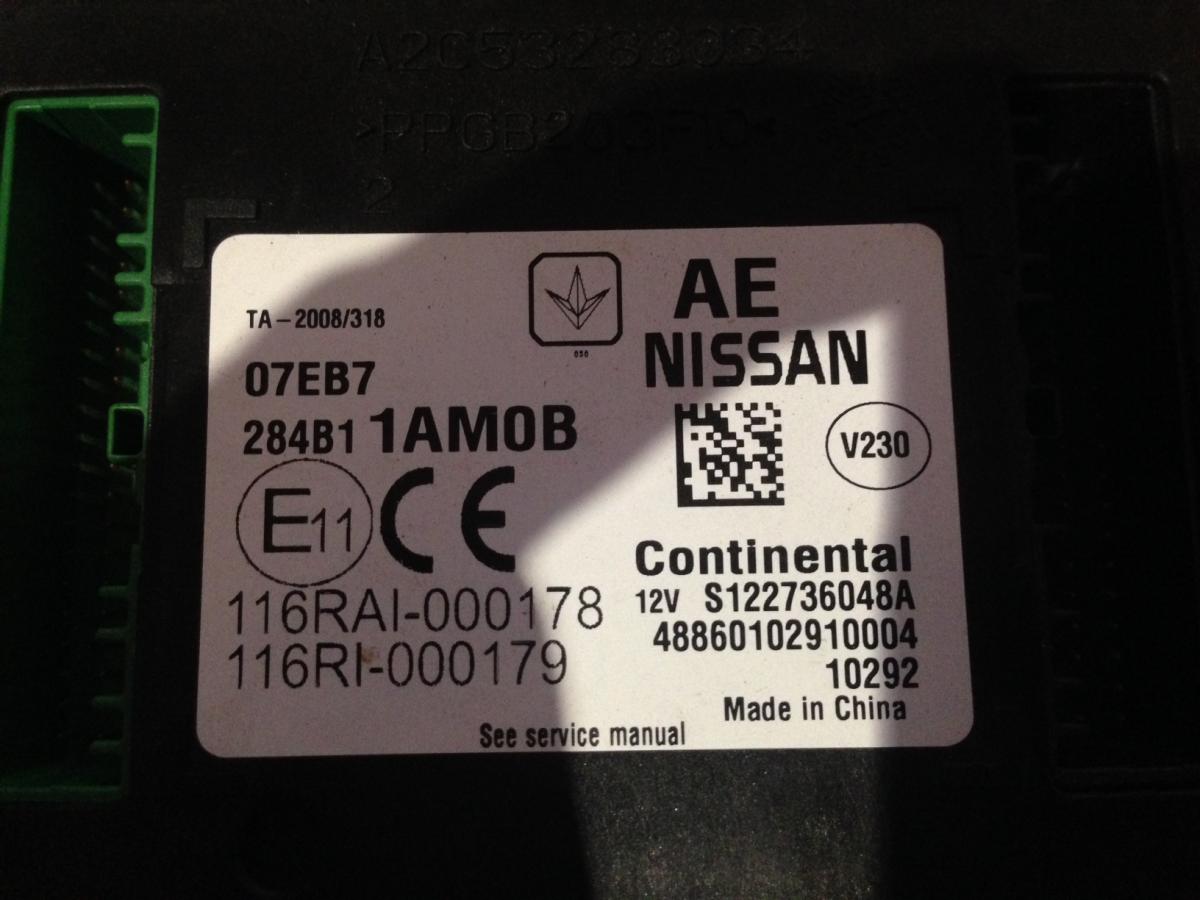 A2C53283034
2
TA-2008/318
AE
NISSAN
07EB7
284B1 1AM0B
V230
E11 CE
Continental
116RAI-000178
12V S122736048A
48860102910004
116RI-000179
10292
Made in China
See service manual